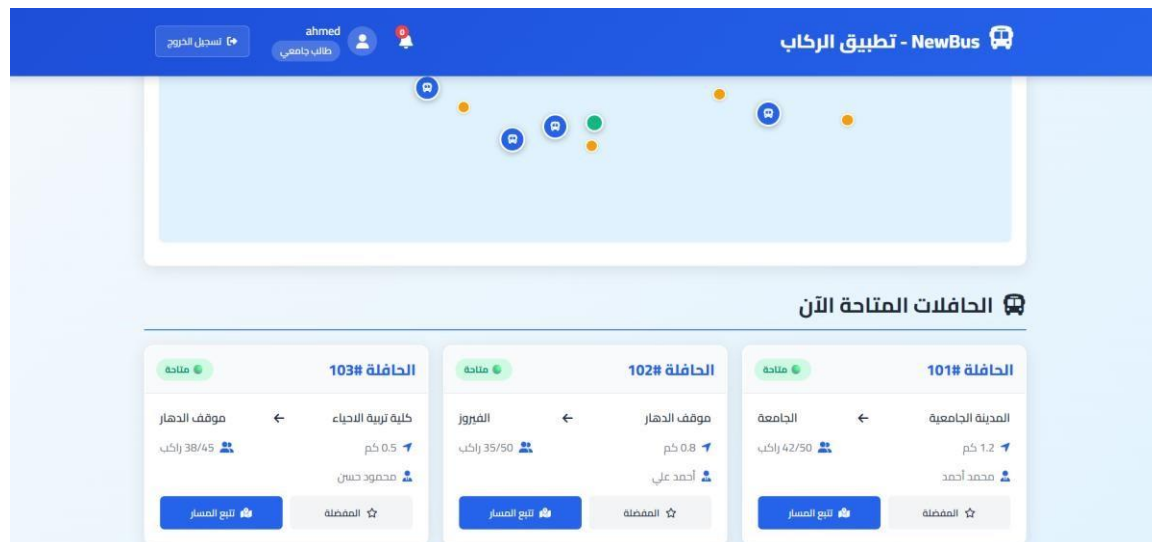 NewBus - تطبيق الركاب
0
ahmed
طالب جامعي
تسجيل الخروج
الحافلات المتاحة الآن
الحافلة #101
متاحة
المدينة الجامعية ← الجامعة
1.2 كم
42/50 راكب
محمد أحمد
المفضلة
تتبع المسار
الحافلة #102
متاحة
موقف الدهار ← الفيروز
0.8 كم
35/50 راكب
أحمد علي
المفضلة
تتبع المسار
الحافلة #103
متاحة
كلية تربية الاحياء ← موقف الدهار
0.5 كم
38/45 راكب
محمود حسن
المفضلة
تتبع المسار